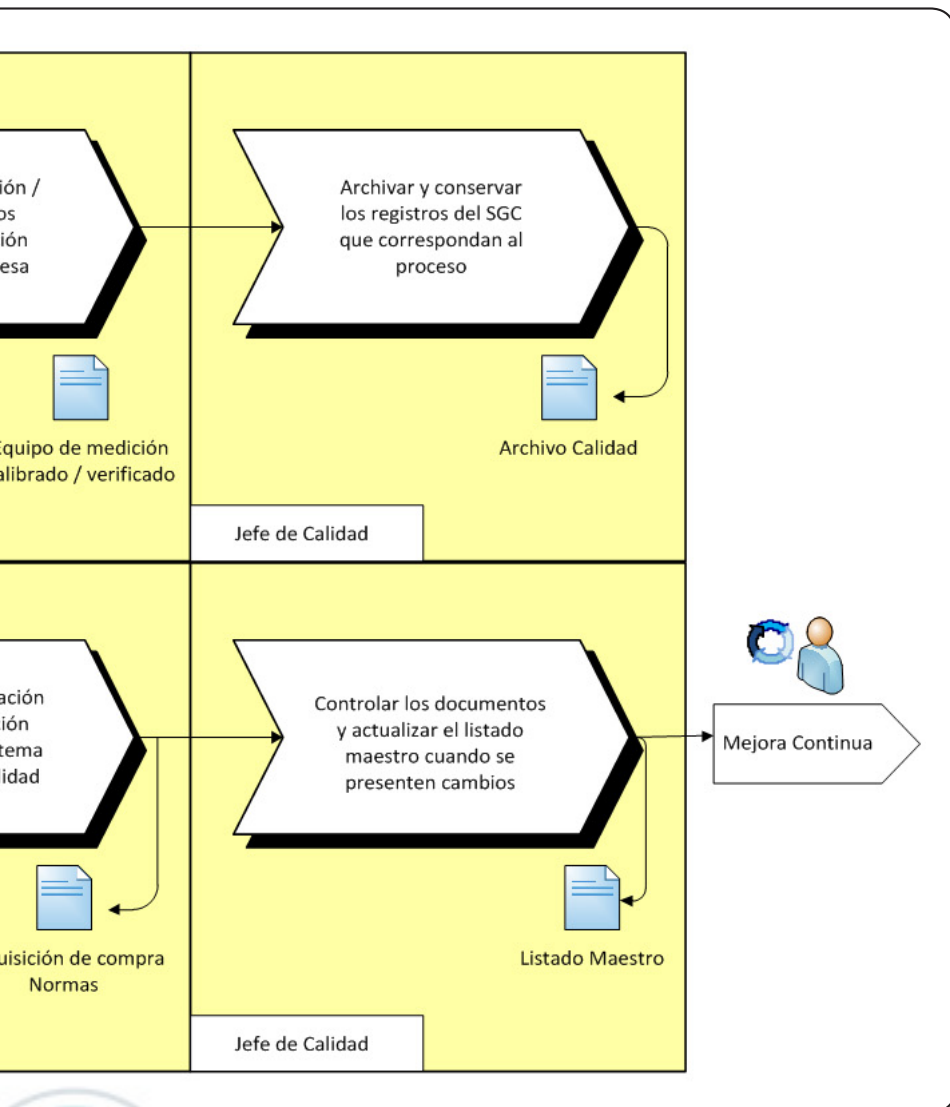 ión /
os
ión
esa
Archivar y conservar
los registros del SGC
que correspondan al
proceso
Equipo de medición
alibrado / verificado
Archivo Calidad
Jefe de Calidad
ación
ción
tema
lidad
Controlar los documentos
y actualizar el listado
maestro cuando se
presenten cambios
Mejora Continua
uisición de compra
Normas
Listado Maestro
Jefe de Calidad